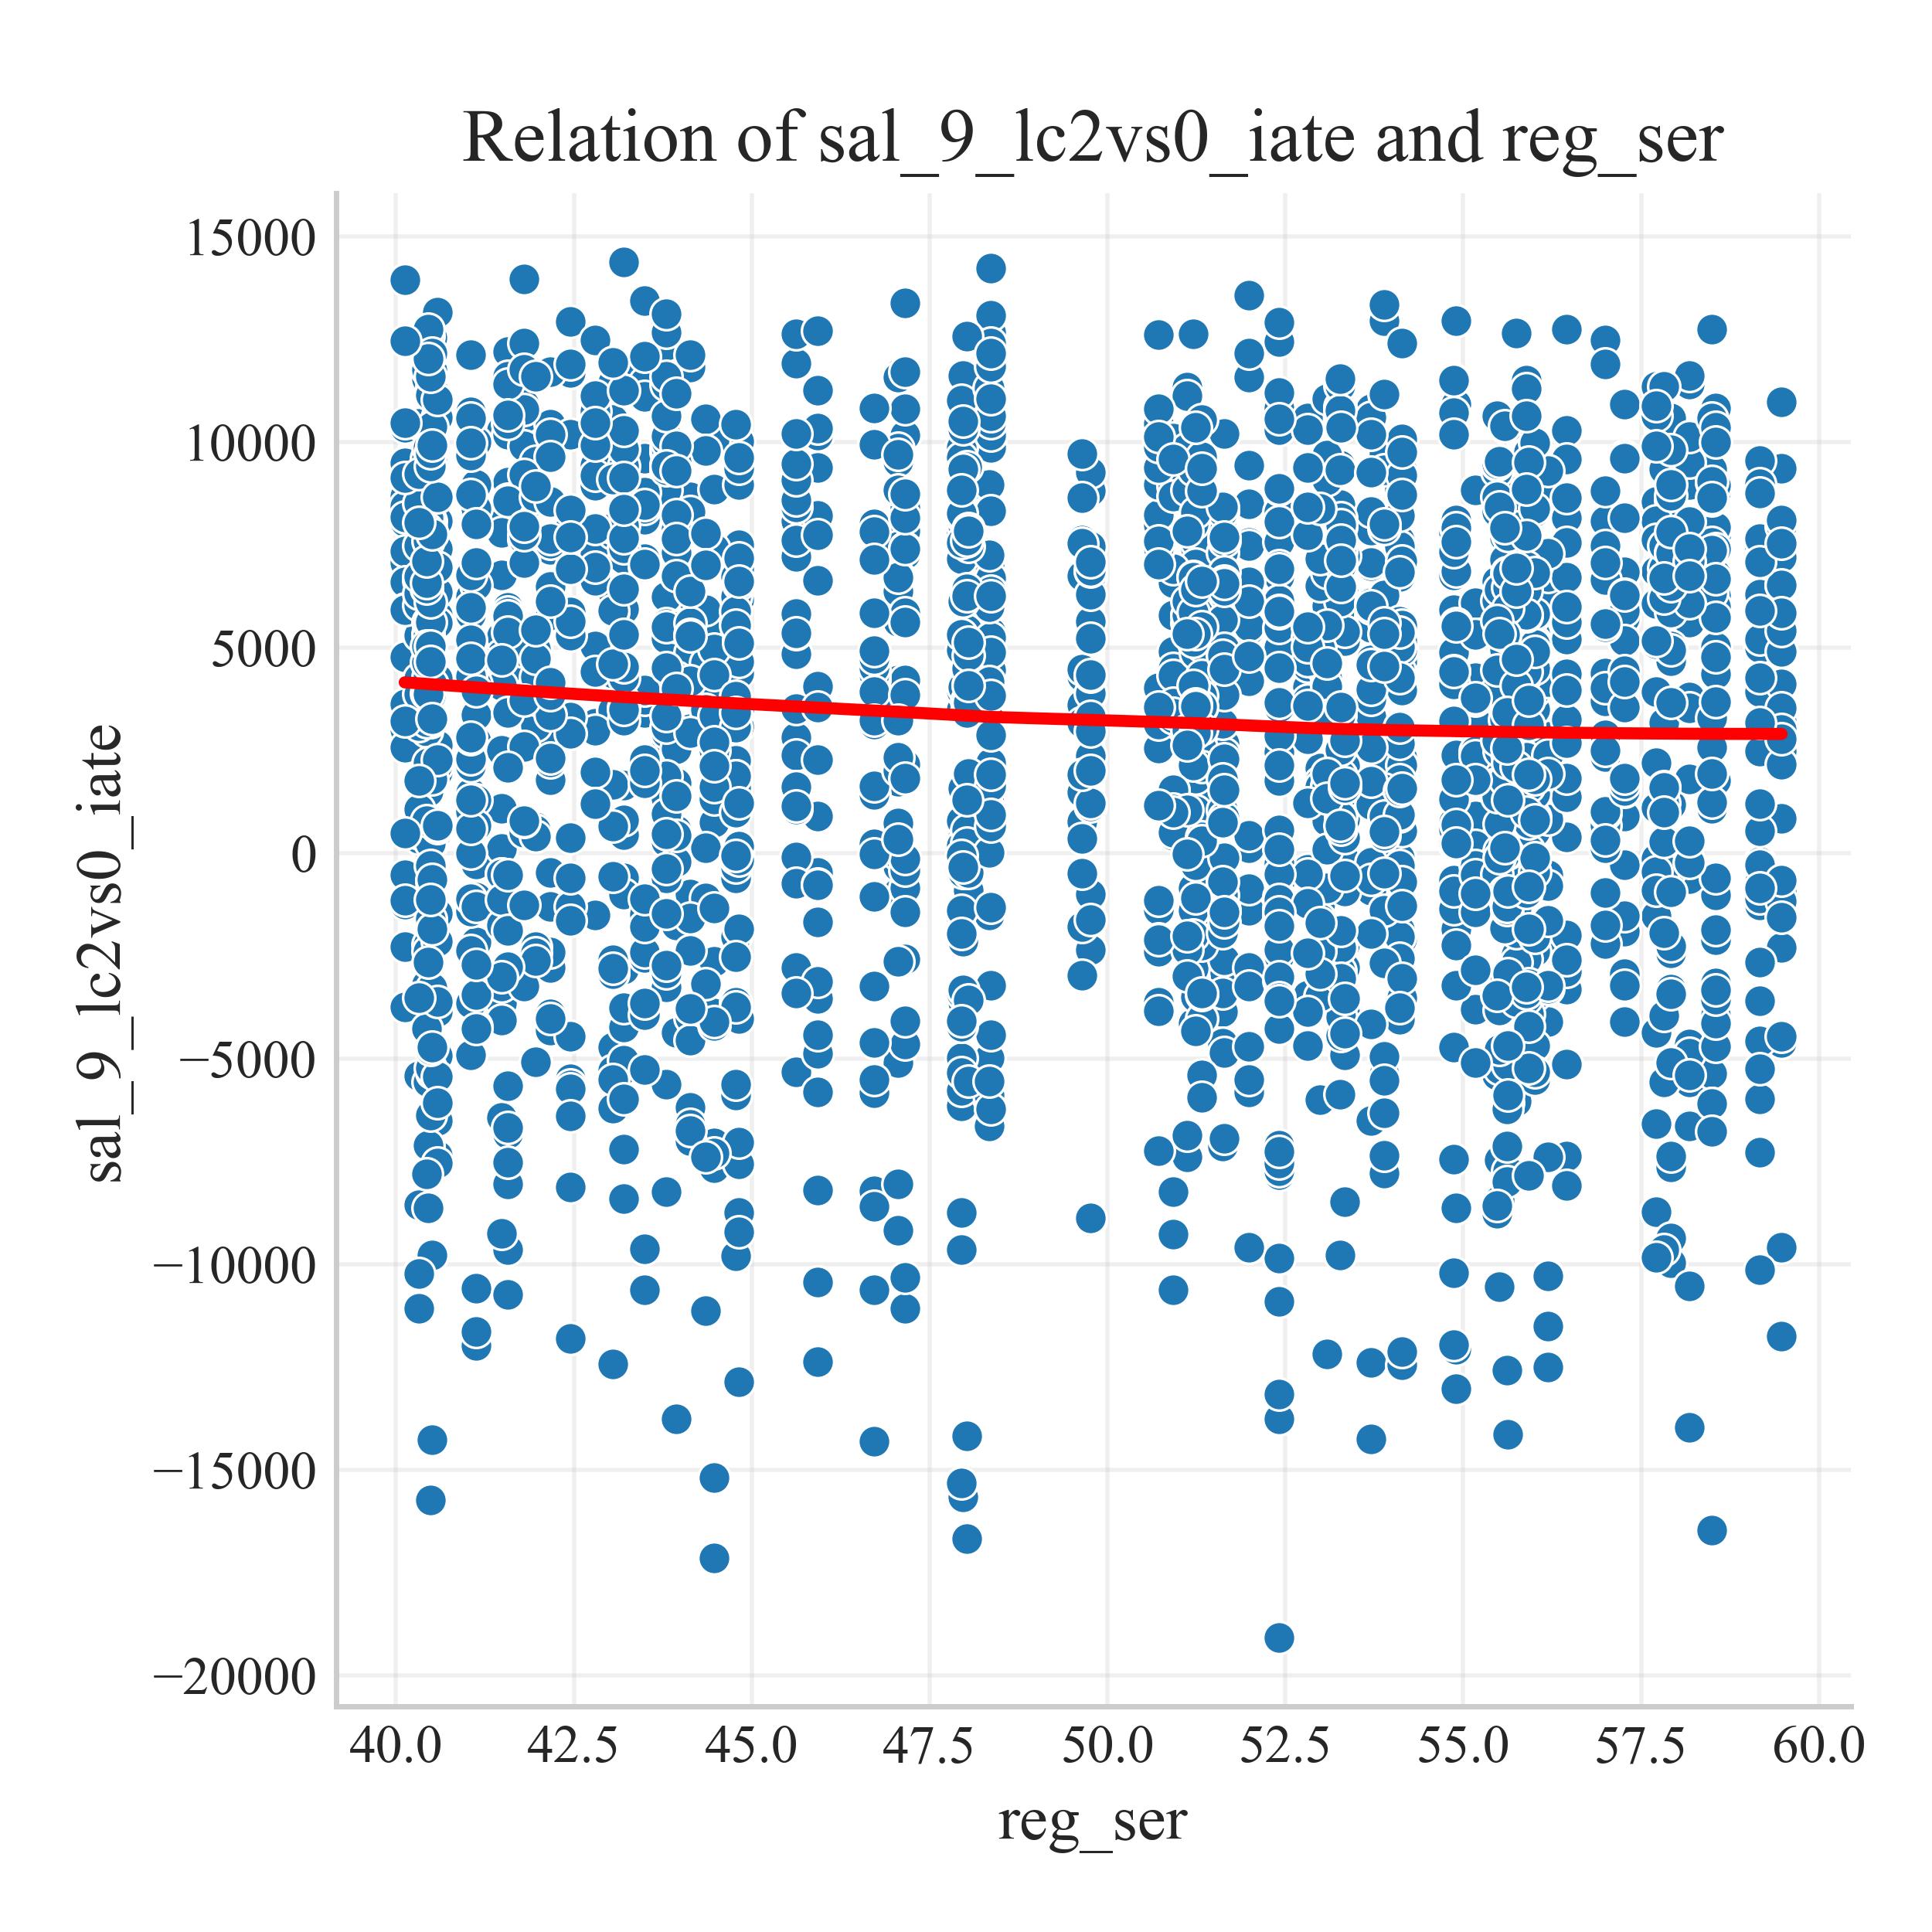 Relation of sal_9_lc2vs0_iate and reg_ser
15000
10000
5000
0
−5000
−10000
−15000
−20000
sal_9_lc2vs0_iate
40.0 42.5 45.0 47.5 50.0 52.5 55.0 57.5 60.0
reg_ser